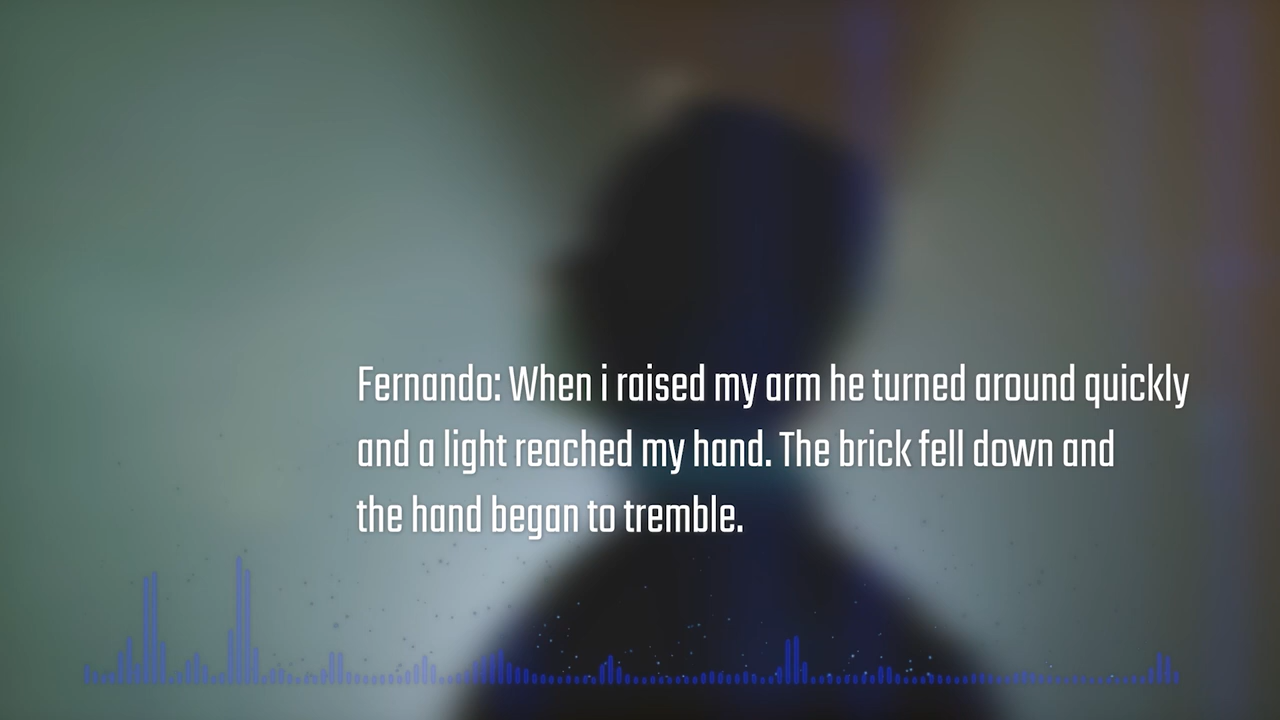 Fernando: When i raised my arm he turned around quickly
and a light reached my hand. The brick fell down and
the hand began to tremble.